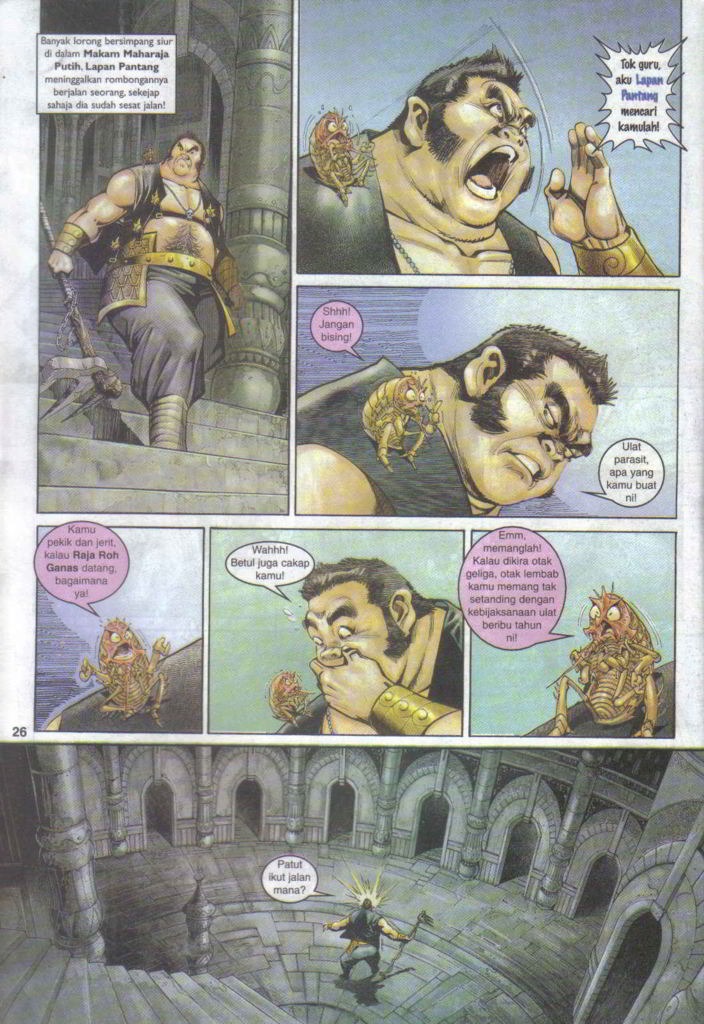 Banyak lorong bersimpang siur
di dalam Makam Maharaja
Putih, Lapan Pantang
meninggalkan rombongannya
berjalan seorang, sekejap
sahaja dia sudah sesat jalan!
Tok guru,
aku Lapan
Pantang
mencari
kamulah!
Shhh!
Jangan
bising!
Ulat
parasit,
apa yang
kamu buat
ni!
Kamu
pekik dan jerit,
kalau Raja Roh
Ganas datang,
bagaimana
ya!
Wahhh!
Betul juga cakap
kamu!
Emm,
memanglah!
Kalau dikira otak
geliga, otak lembab
kamu memang tak
setanding dengan
kebijaksanaan ulat
beribu tahun
ni!
26
Patut
ikut jalan
mana?